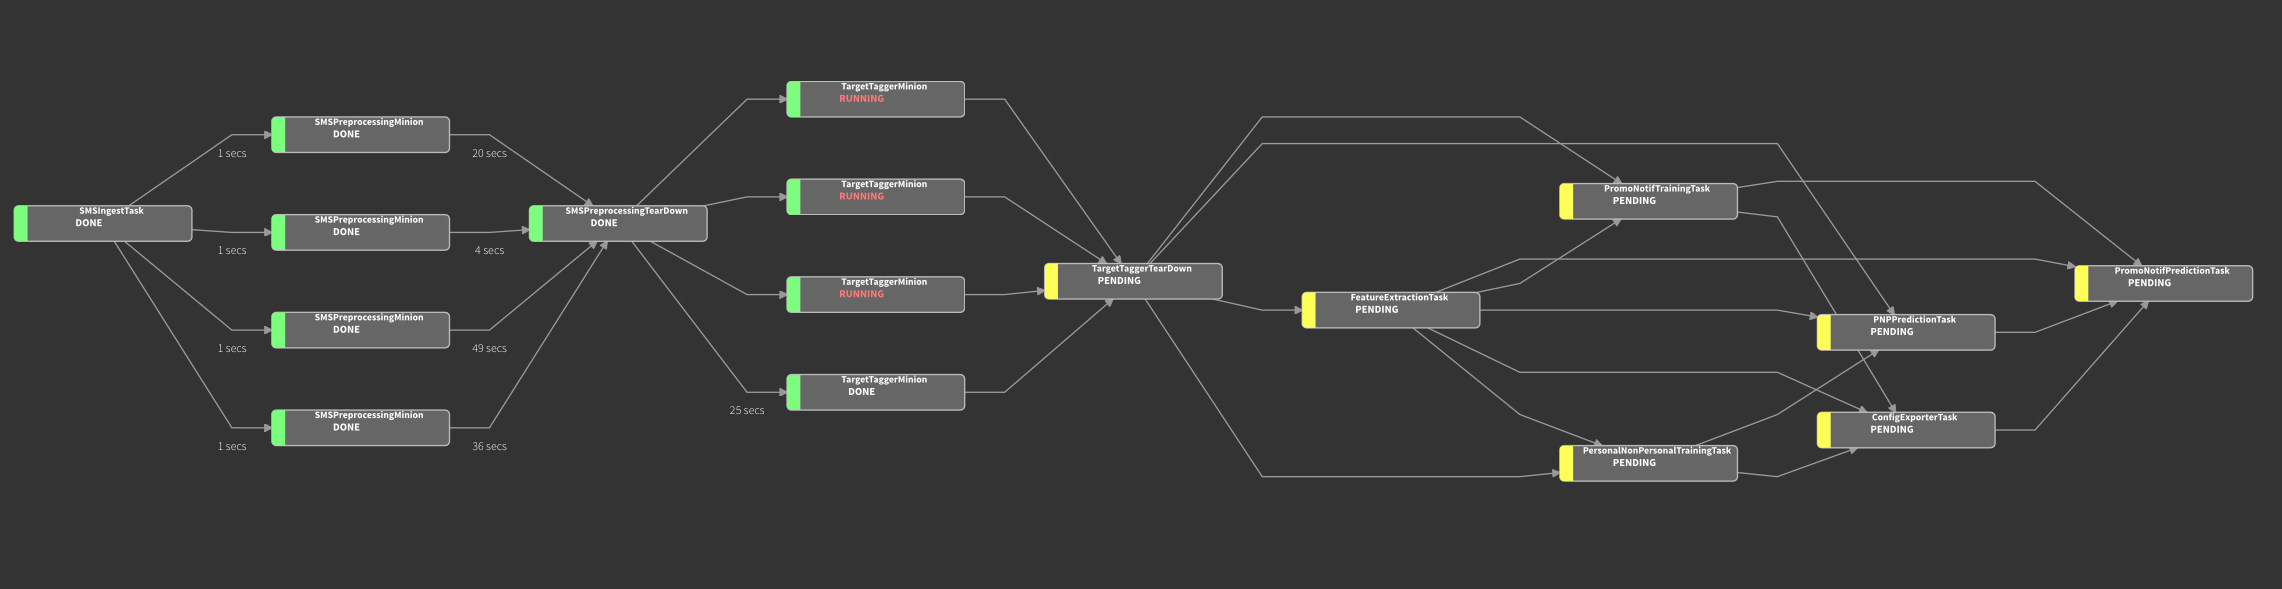 SMSIngestTask
DONE
1 secs
1 secs
1 secs
1 secs
SMSPreprocessingMinion
DONE
SMSPreprocessingMinion
DONE
SMSPreprocessingMinion
DONE
SMSPreprocessingMinion
DONE
20 secs
4 secs
49 secs
36 secs
SMSPreprocessingTearDown
DONE
25 secs
TargetTaggerMinion
RUNNING
TargetTaggerMinion
RUNNING
TargetTaggerMinion
RUNNING
TargetTaggerMinion
DONE
TargetTaggerTearDown
PENDING
FeatureExtractionTask
PENDING
PromoNotifTrainingTask
PENDING
PersonalNonPersonalTrainingTask
PENDING
PNPPredictionTask
PENDING
ConfigExporterTask
PENDING
PromoNotifPredictionTask
PENDING